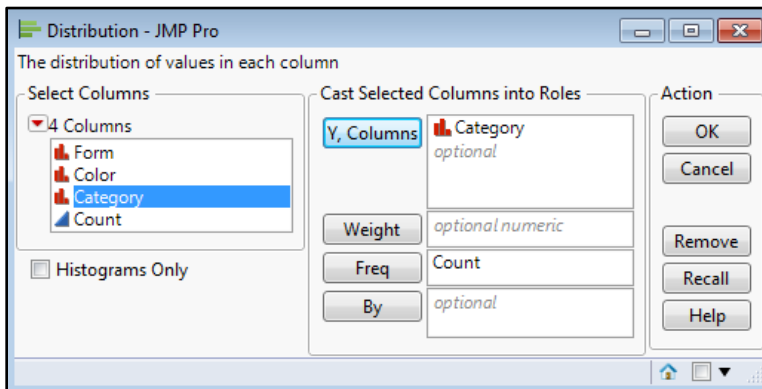 Distribution - JMP Pro
The distribution of values in each column
Select Columns
4 Columns
Form
Color
Category
Count
Histograms Only
Cast Selected Columns into Roles
Y, Columns
Category
optional
Weight
optional numeric
Freq
Count
By
optional
Action
OK
Cancel
Remove
Recall
Help